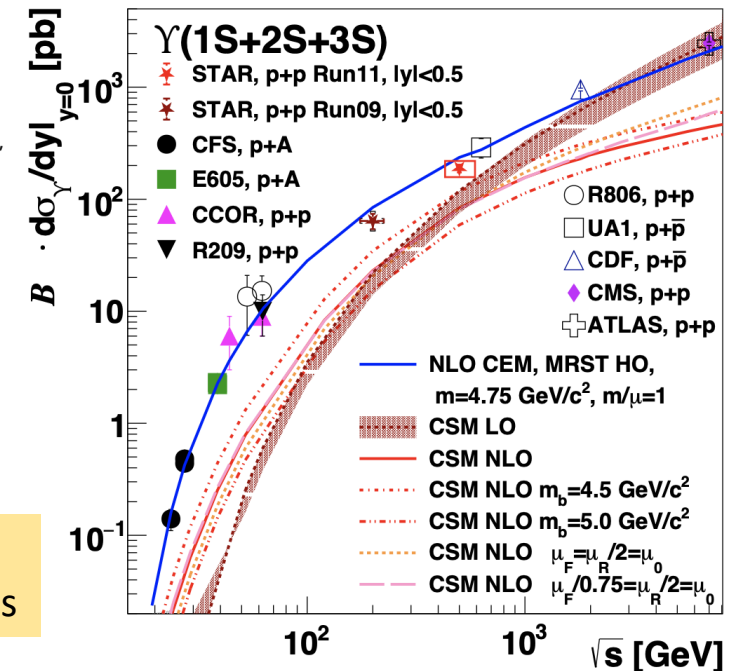 ϒ(1S+2S+3S)
STAR, p+p Run11, |y|<0.5
STAR, p+p Run09, |y|<0.5
CFS, p+A
E605, p+A
CCOR, p+p
R209, p+p
R806, p+p
UA1, p+p̅
CDF, p+p̅
CMS, p+p
ATLAS, p+p
NLO CEM, MRST HO,
m=4.75 GeV/c², m/μ=1
CSM LO
CSM NLO
CSM NLO m_b=4.5 GeV/c²
CSM NLO m_b=5.0 GeV/c²
CSM NLO μ_F=μ_R/2=μ_0
CSM NLO μ_F/0.75=μ_R/2=μ_0
B · dσ_ϒ/dy|_{y=0} [pb]
10³
10²
10
1
10⁻¹
10²
10³
√s [GeV]
s